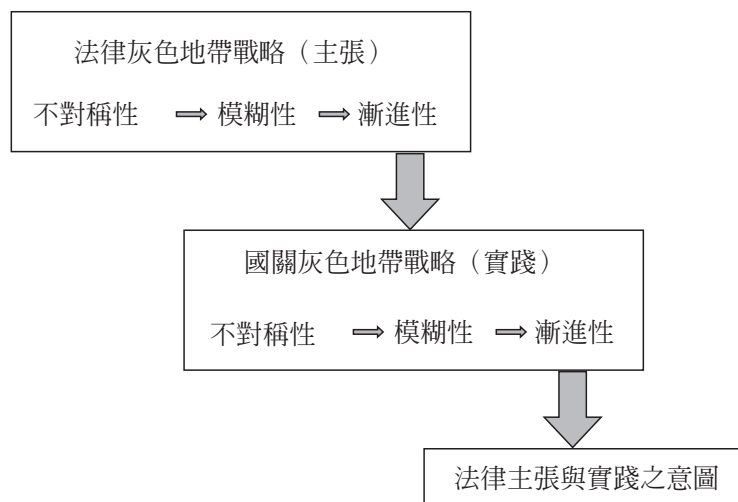 法律灰色地帶戰略（主張）
不對稱性 模糊性 漸進性
國關灰色地帶戰略（實踐）
不對稱性 模糊性 漸進性
法律主張與實踐之意圖